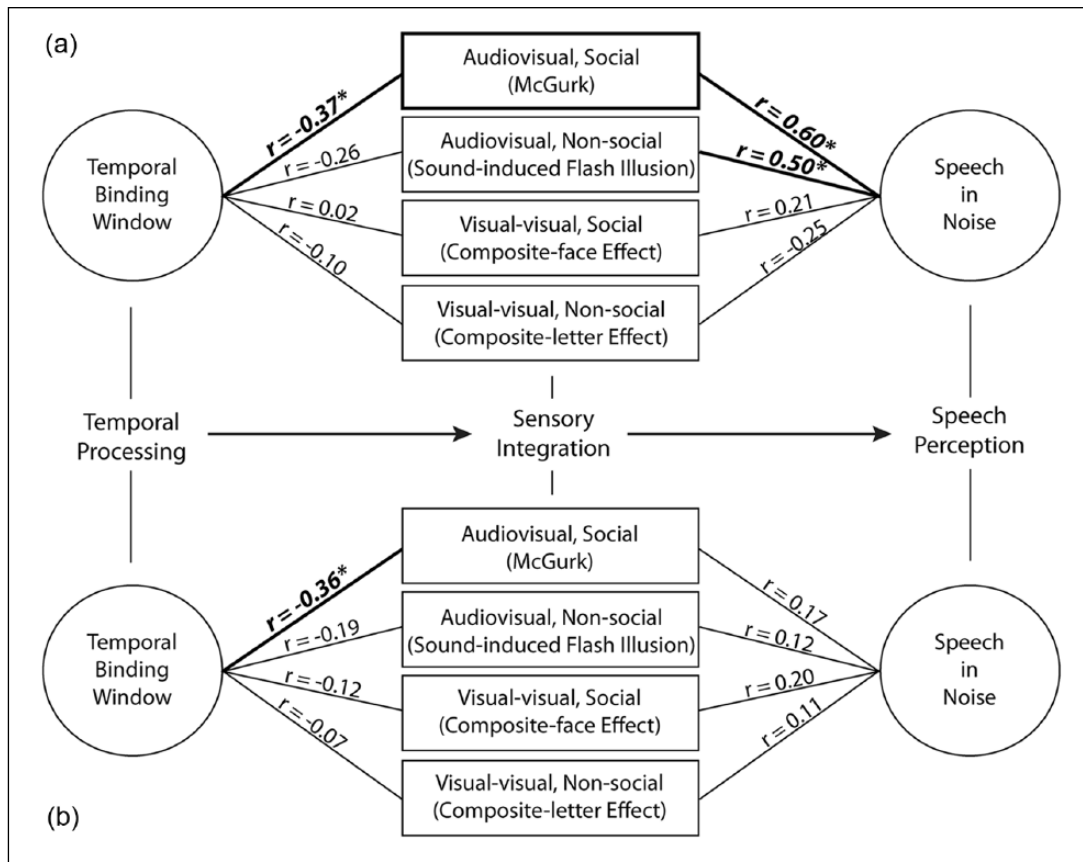 (a)
Audiovisual, Social
(McGurk)
r = -0.37*
r = 0.60*
Temporal
Binding
Window
r = -0.26
Audiovisual, Non-social
(Sound-induced Flash Illusion)
r = 0.50*
Speech
in
Noise
r = 0.02
Visual-visual, Social
(Composite-face Effect)
r = 0.21
r = -0.10
r = -0.25
Visual-visual, Non-social
(Composite-letter Effect)
Temporal
Processing
Sensory
Integration
Speech
Perception
Audiovisual, Social
(McGurk)
r = -0.36*
r = 0.17
Temporal
Binding
Window
r = -0.19
Audiovisual, Non-social
(Sound-induced Flash Illusion)
r = 0.12
Speech
in
Noise
r = -0.12
Visual-visual, Social
(Composite-face Effect)
r = 0.20
r = -0.07
r = 0.11
Visual-visual, Non-social
(Composite-letter Effect)
(b)